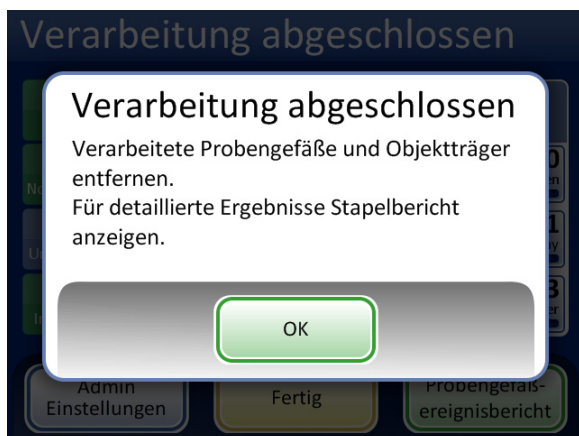 Verarbeitung abgeschlossen
Verarbeitung abgeschlossen
Verarbeitete Probengefäße und Objektträger
entfernen.
Für detaillierte Ergebnisse Stapelbericht
anzeigen.
OK
Admin
Einstellungen
Fertig
Probengefäß-
ereignisbericht